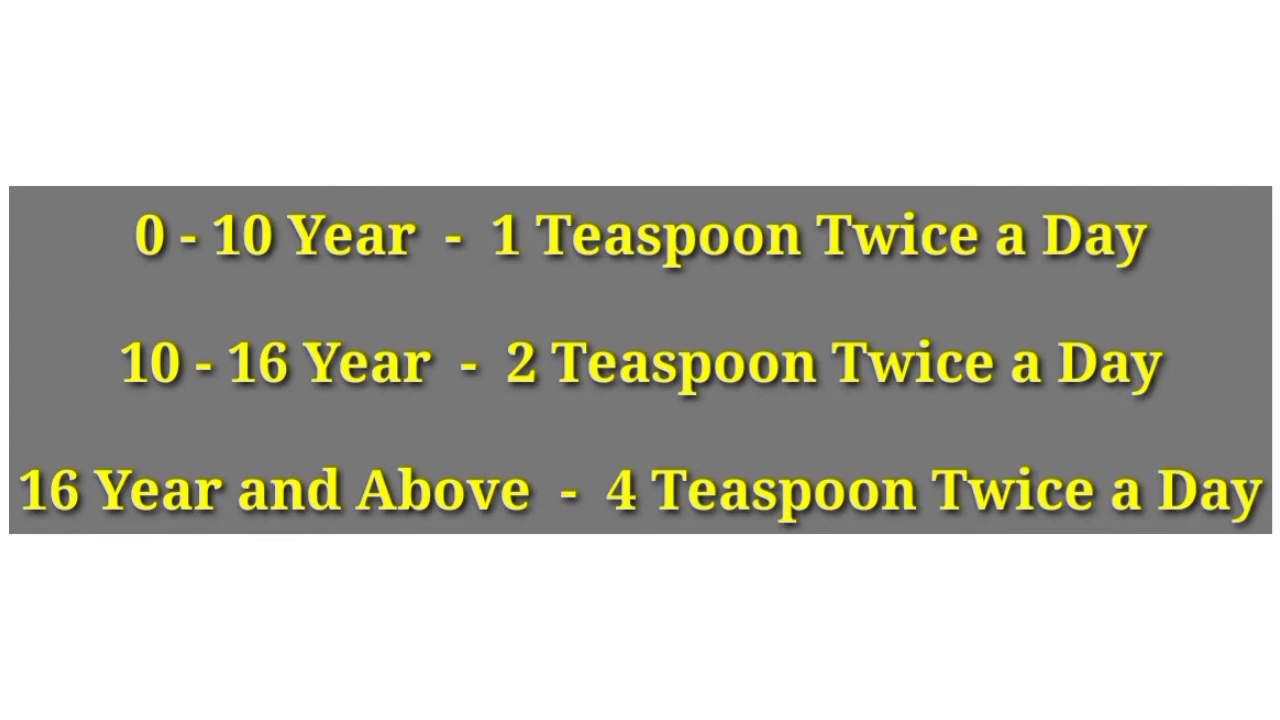 0 - 10 Year - 1 Teaspoon Twice a Day
10 - 16 Year - 2 Teaspoon Twice a Day
16 Year and Above - 4 Teaspoon Twice a Day